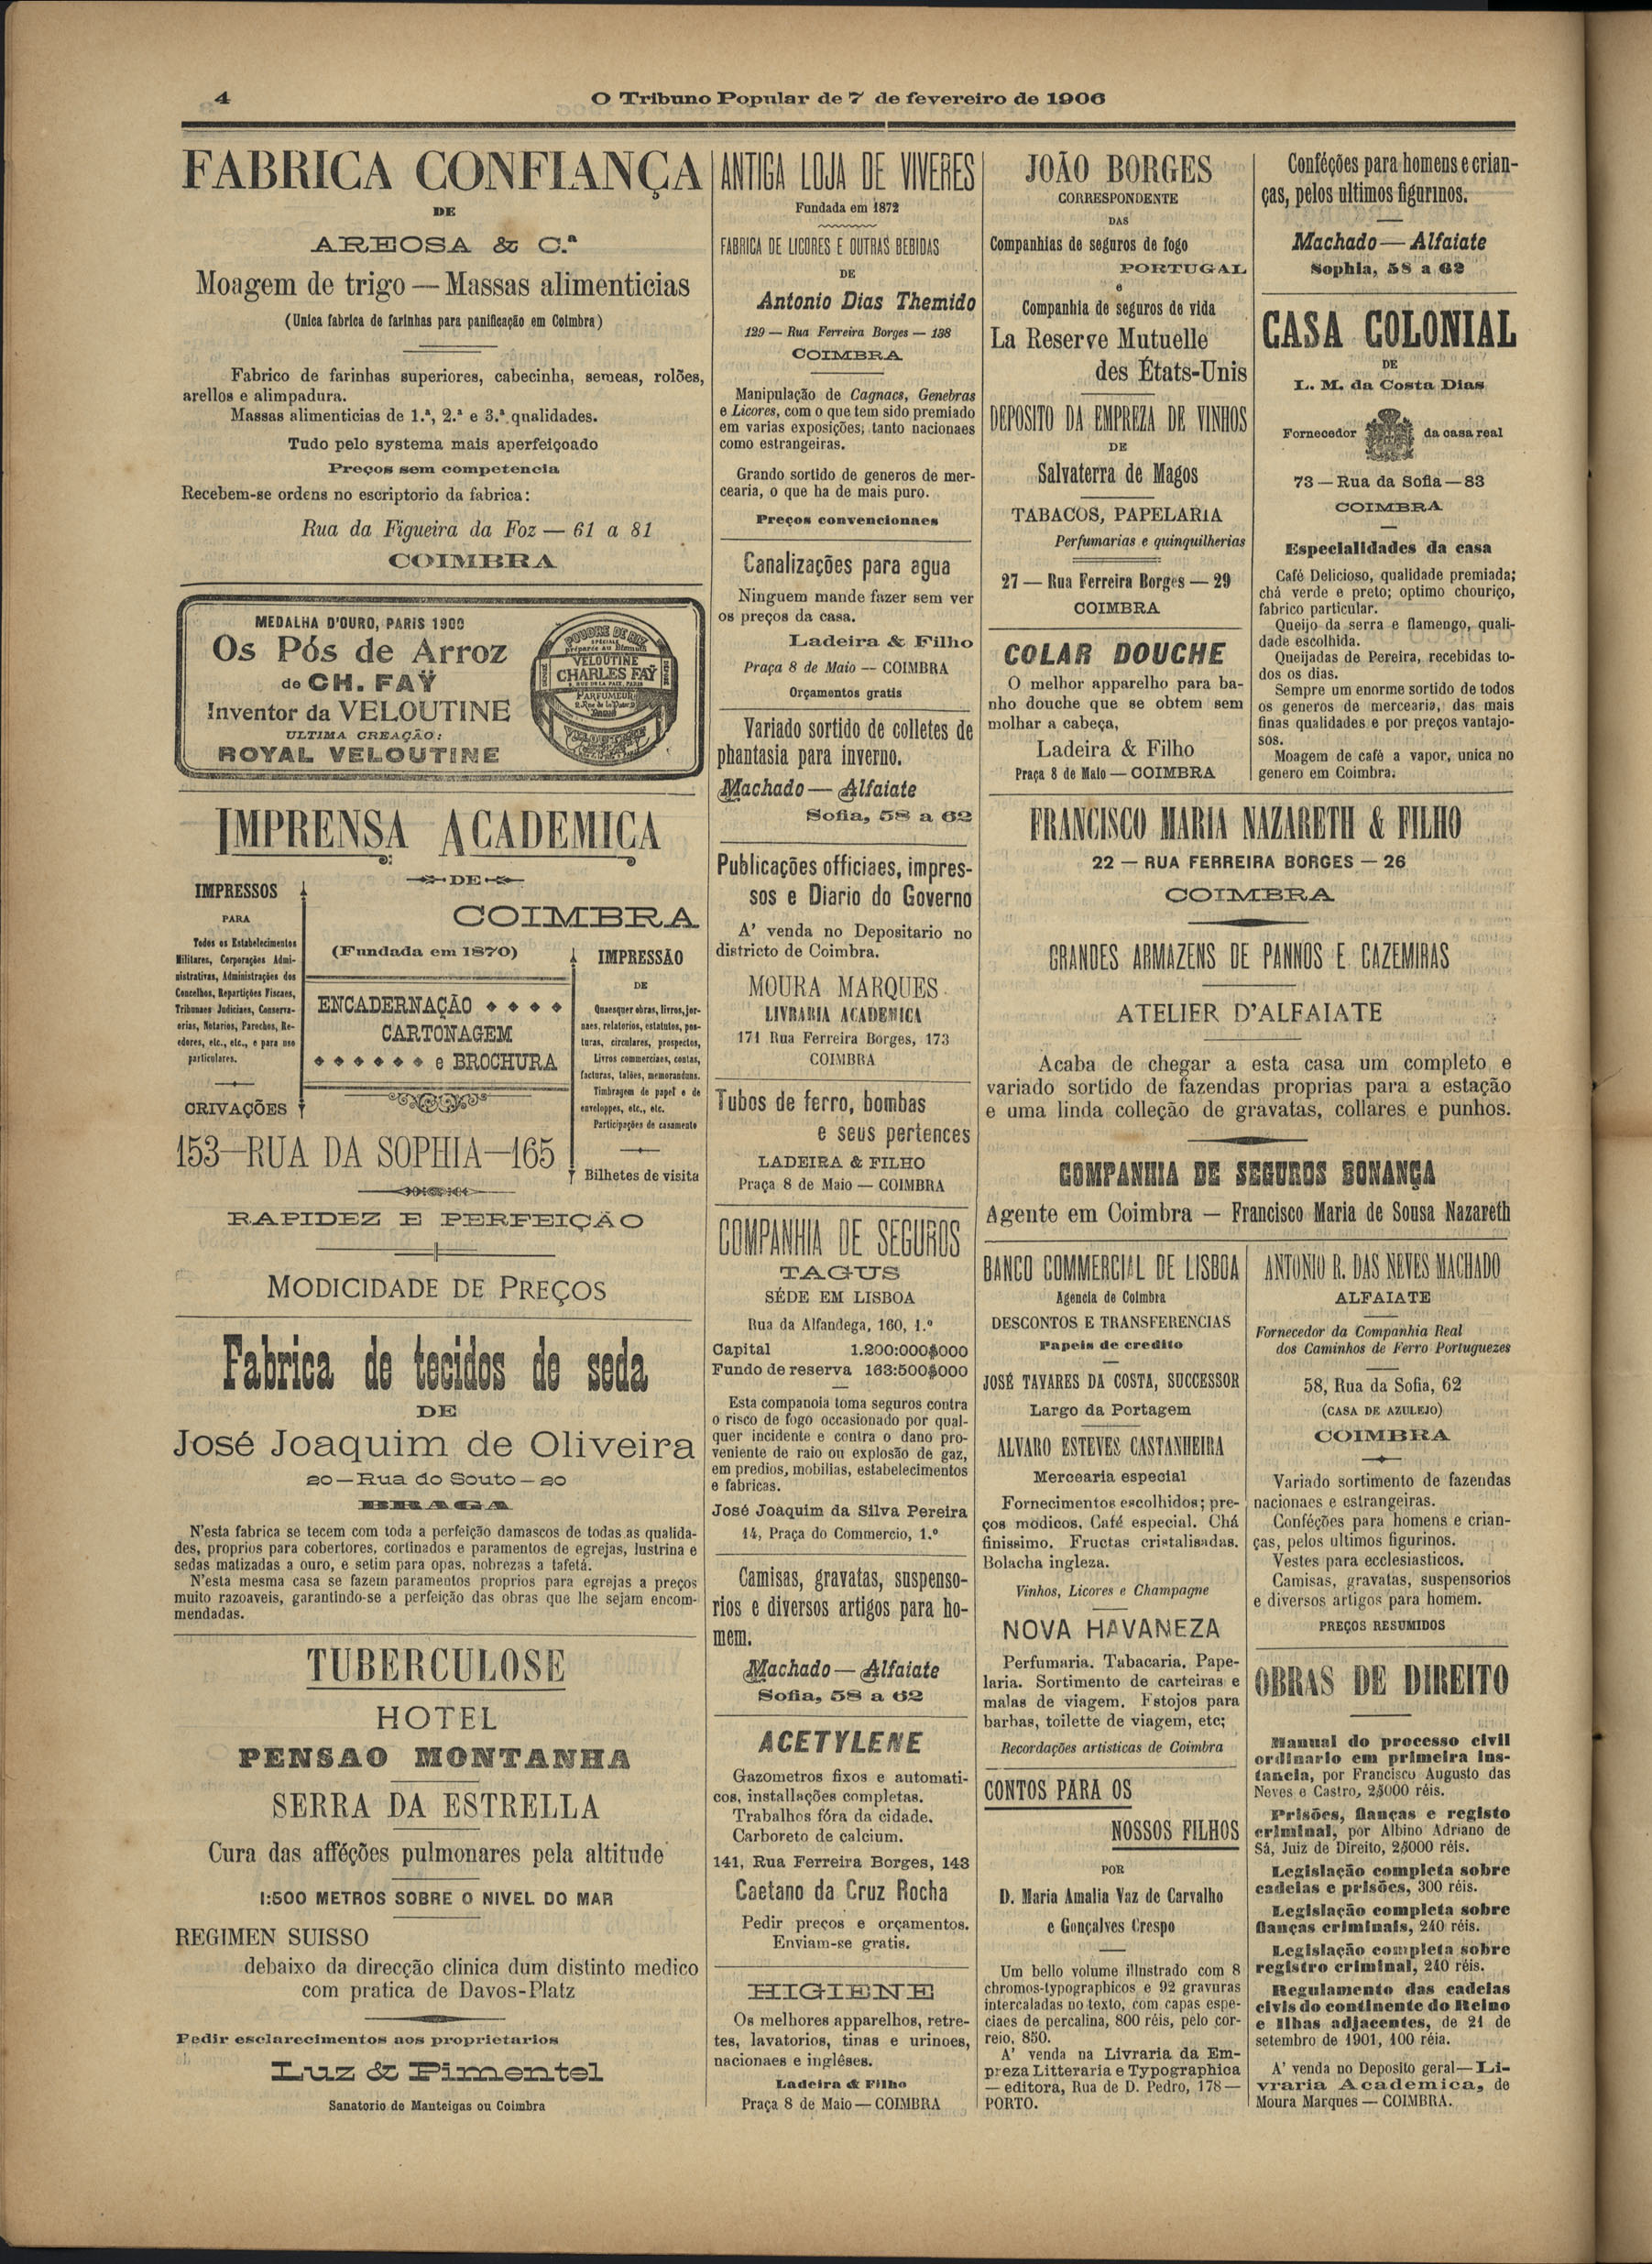 4
O Tribuno Popular de 7 de fevereiro de 1906
FABRICA CONFIANÇA
DE
AREOSA & C.ª
Moagem de trigo — Massas alimenticias
(Unica fabrica de farinhas para panificação em Coimbra)
Fabrico de farinhas superiores, cabecinha, semeas, rolões,
arellos e alimpadura.
Massas alimenticias de 1.ª, 2.ª e 3.ª qualidades.
Tudo pelo systema mais aperfeiçoado
Preços sem competencia
Recebem-se ordens no escriptorio da fabrica:
Rua da Figueira da Foz — 61 a 81
COIMBRA
MEDALHA D'OURO, PARIS 1900
Os Pós de Arroz
de CH. FAŸ
Inventor da VELOUTINE
ULTIMA CREAÇÃO:
ROYAL VELOUTINE
POUDRE DE RIZ
SPÉCIALE
Préparée au Bismuth
VELOUTINE
CHARLES FAŸ
9, RUE DE LA PAIX, PARIS
PARFUMEUR
IMPRENSA ACADEMICA
DE
COIMBRA
(Fundada em 1870)
IMPRESSOS
PARA
Todos os Estabelecimentos
Militares, Corporações Admi-
nistrativas, Administrações dos
Concelhos, Repartições Fiscaes,
Tribunaes Judiciaes, Conserva-
orias, Notarios, Parochos, Re-
edores, etc., etc., e para uso
particulares.
CRIVAÇÕES
ENCADERNAÇÃO
CARTONAGEM
e BROCHURA
IMPRESSÃO
DE
Quaesquer obras, livros, jor-
naes, relatorios, estatutos, pos-
turas, circulares, prospectos,
Livros commerciaes, contas,
facturas, talões, memoranduns.
Timbragem de papel e de
enveloppes, etc., etc.
Participações de casamento
Bilhetes de visita
153—RUA DA SOPHIA—165
RAPIDEZ E PERFEIÇÃO
MODICIDADE DE PREÇOS
Fabrica de tecidos de seda
DE
José Joaquim de Oliveira
20—Rua do Souto—20
BRAGA
N'esta fabrica se tecem com toda a perfeição damascos de todas as qualida-
des, proprios para cobertores, cortinados e paramentos de egrejas, lustrina e
sedas matizadas a ouro, e setim para opas, nobrezas a tafetá.
N'esta mesma casa se fazem paramentos proprios para egrejas a preços
muito razoaveis, garantindo-se a perfeição das obras que lhe sejam encom-
mendadas.
TUBERCULOSE
HOTEL
PENSAO MONTANHA
SERRA DA ESTRELLA
Cura das afféções pulmonares pela altitude
1:500 METROS SOBRE O NIVEL DO MAR
REGIMEN SUISSO
debaixo da direcção clinica dum distinto medico
com pratica de Davos-Platz
Pedir esclarecimentos aos proprietarios
Luz & Pimentel
Sanatorio de Manteigas ou Coimbra
ANTIGA LOJA DE VIVERES
Fundada em 1872
FABRICA DE LICORES E OUTRAS BEBIDAS
DE
Antonio Dias Themido
129 — Rua Ferreira Borges — 138
COIMBRA
Manipulação de Cagnacs, Genebras
e Licores, com o que tem sido premiado
em varias exposições, tanto nacionaes
como estrangeiras.
Grando sortido de generos de mer-
cearia, o que ha de mais puro.
Preços convencionaes
Canalizações para agua
Ninguem mande fazer sem ver
os preços da casa.
Ladeira & Filho
Praça 8 de Maio — COIMBRA
Orçamentos gratis
Variado sortido de colletes de
phantasia para inverno.
Machado — Alfaiate
Sofia, 58 a 62
Publicações officiaes, impres-
sos e Diario do Governo
A' venda no Depositario no
districto de Coimbra.
MOURA MARQUES
LIVRARIA ACADEMICA
171 Rua Ferreira Borges, 173
COIMBRA
Tubos de ferro, bombas
e seus pertences
LADEIRA & FILHO
Praça 8 de Maio — COIMBRA
COMPANHIA DE SEGUROS
TAGUS
SÉDE EM LISBOA
Rua da Alfandega, 160, 1.º
Capital 1.200:000$000
Fundo de reserva 163:500$000
Esta companoia toma seguros contra
o risco de fogo occasionado por qual-
quer incidente e contra o dano pro-
veniente de raio ou explosão de gaz,
em predios, mobilias, estabelecimentos
e fabricas.
José Joaquim da Silva Pereira
14, Praça do Commercio, 1.º
Camisas, gravatas, suspenso-
rios e diversos artigos para ho-
mem.
Machado — Alfaiate
Sofia, 58 a 62
ACETYLENE
Gazometros fixos e automati-
cos, installações completas.
Trabalhos fóra da cidade.
Carboreto de calcium.
141, Rua Ferreira Borges, 143
Caetano da Cruz Rocha
Pedir preços e orçamentos.
Enviam-se gratis.
HIGIENE
Os melhores apparelhos, retre-
tes, lavatorios, tinas e urinoes,
nacionaes e inglêses.
Ladeira & Filho
Praça 8 de Maio — COIMBRA
JOÃO BORGES
CORRESPONDENTE
DAS
Companhias de seguros de fogo
PORTUGAL
e
Companhia de seguros de vida
La Reserve Mutuelle
des États-Unis
DEPOSITO DA EMPREZA DE VINHOS
DE
Salvaterra de Magos
TABACOS, PAPELARIA
Perfumarias e quinquilherias
27 — Rua Ferreira Borges — 29
COIMBRA
COLAR DOUCHE
O melhor apparelho para ba-
nho douche que se obtem sem
molhar a cabeça,
Ladeira & Filho
Praça 8 de Maio — COIMBRA
Conféções para homens e crian-
ças, pelos ultimos figurinos.
Machado — Alfaiate
Sophia, 58 a 62
CASA COLONIAL
DE
L. M. da Costa Dias
Fornecedor da casa real
73 — Rua da Sofia — 83
COIMBRA
Especialidades da casa
Café Delicioso, qualidade premiada;
chá verde e preto; optimo chouriço,
fabrico particular.
Queijo da serra e flamengo, quali-
dade escolhida.
Queijadas de Pereira, recebidas to-
dos os dias.
Sempre um enorme sortido de todos
os generos de mercearia, das mais
finas qualidades e por preços vantajo-
sos.
Moagem de café a vapor, unica no
genero em Coimbra.
FRANCISCO MARIA NAZARETH & FILHO
22 — RUA FERREIRA BORGES — 26
COIMBRA
GRANDES ARMAZENS DE PANNOS E CAZEMIRAS
ATELIER D'ALFAIATE
Acaba de chegar a esta casa um completo e
variado sortido de fazendas proprias para a estação
e uma linda colleção de gravatas, collares e punhos.
COMPANHIA DE SEGUROS BONANÇA
Agente em Coimbra — Francisco Maria de Sousa Nazareth
BANCO COMMERCIAL DE LISBOA
Agencia de Coimbra
DESCONTOS E TRANSFERENCIAS
Papeis de credito
JOSÉ TAVARES DA COSTA, SUCCESSOR
Largo da Portagem
ALVARO ESTEVES CASTANHEIRA
Mercearia especial
Fornecimentos escolhidos; pre-
ços modicos. Café especial. Chá
finissimo. Fructas cristalisadas.
Bolacha ingleza.
Vinhos, Licores e Champagne
NOVA HAVANEZA
Perfumaria. Tabacaria. Pape-
laria. Sortimento de carteiras e
malas de viagem. Estojos para
barbas, toilette de viagem, etc;
Recordações artisticas de Coimbra
CONTOS PARA OS
NOSSOS FILHOS
POR
D. Maria Amalia Vaz de Carvalho
e Gonçalves Crespo
Um bello volume illustrado com 8
chromos-typographicos e 92 gravuras
intercaladas no texto, com capas espe-
ciaes de percalina, 800 réis, pelo cor-
reio, 850.
A' venda na Livraria da Em-
preza Litteraria e Typographica
— editora, Rua de D. Pedro, 178 —
PORTO.
ANTONIO R. DAS NEVES MACHADO
ALFAIATE
Fornecedor da Companhia Real
dos Caminhos de Ferro Portuguezes
58, Rua da Sofia, 62
(CASA DE AZULEJO)
COIMBRA
Variado sortimento de fazendas
nacionaes e estrangeiras.
Conféções para homens e crian-
ças, pelos ultimos figurinos.
Vestes para ecclesiasticos.
Camisas, gravatas, suspensorios
e diversos artigos para homem.
PREÇOS RESUMIDOS
OBRAS DE DIREITO
Manual do processo civil
ordinario em primeira ins-
tancia, por Francisco Augusto das
Neves e Castro, 2$000 réis.
Prisões, fianças e registo
criminal, por Albino Adriano de
Sá, Juiz de Direito, 2$000 réis.
Legislação completa sobre
cadeias e prisões, 300 réis.
Legislação completa sobre
fianças criminais, 240 réis.
Legislação completa sobre
registro criminal, 240 réis.
Regulamento das cadeias
civis do continente do Reino
e Ilhas adjacentes, de 21 de
setembro de 1901, 100 réia.
A' venda no Deposito geral—Li-
vraria Academica, de
Moura Marques — COIMBRA.